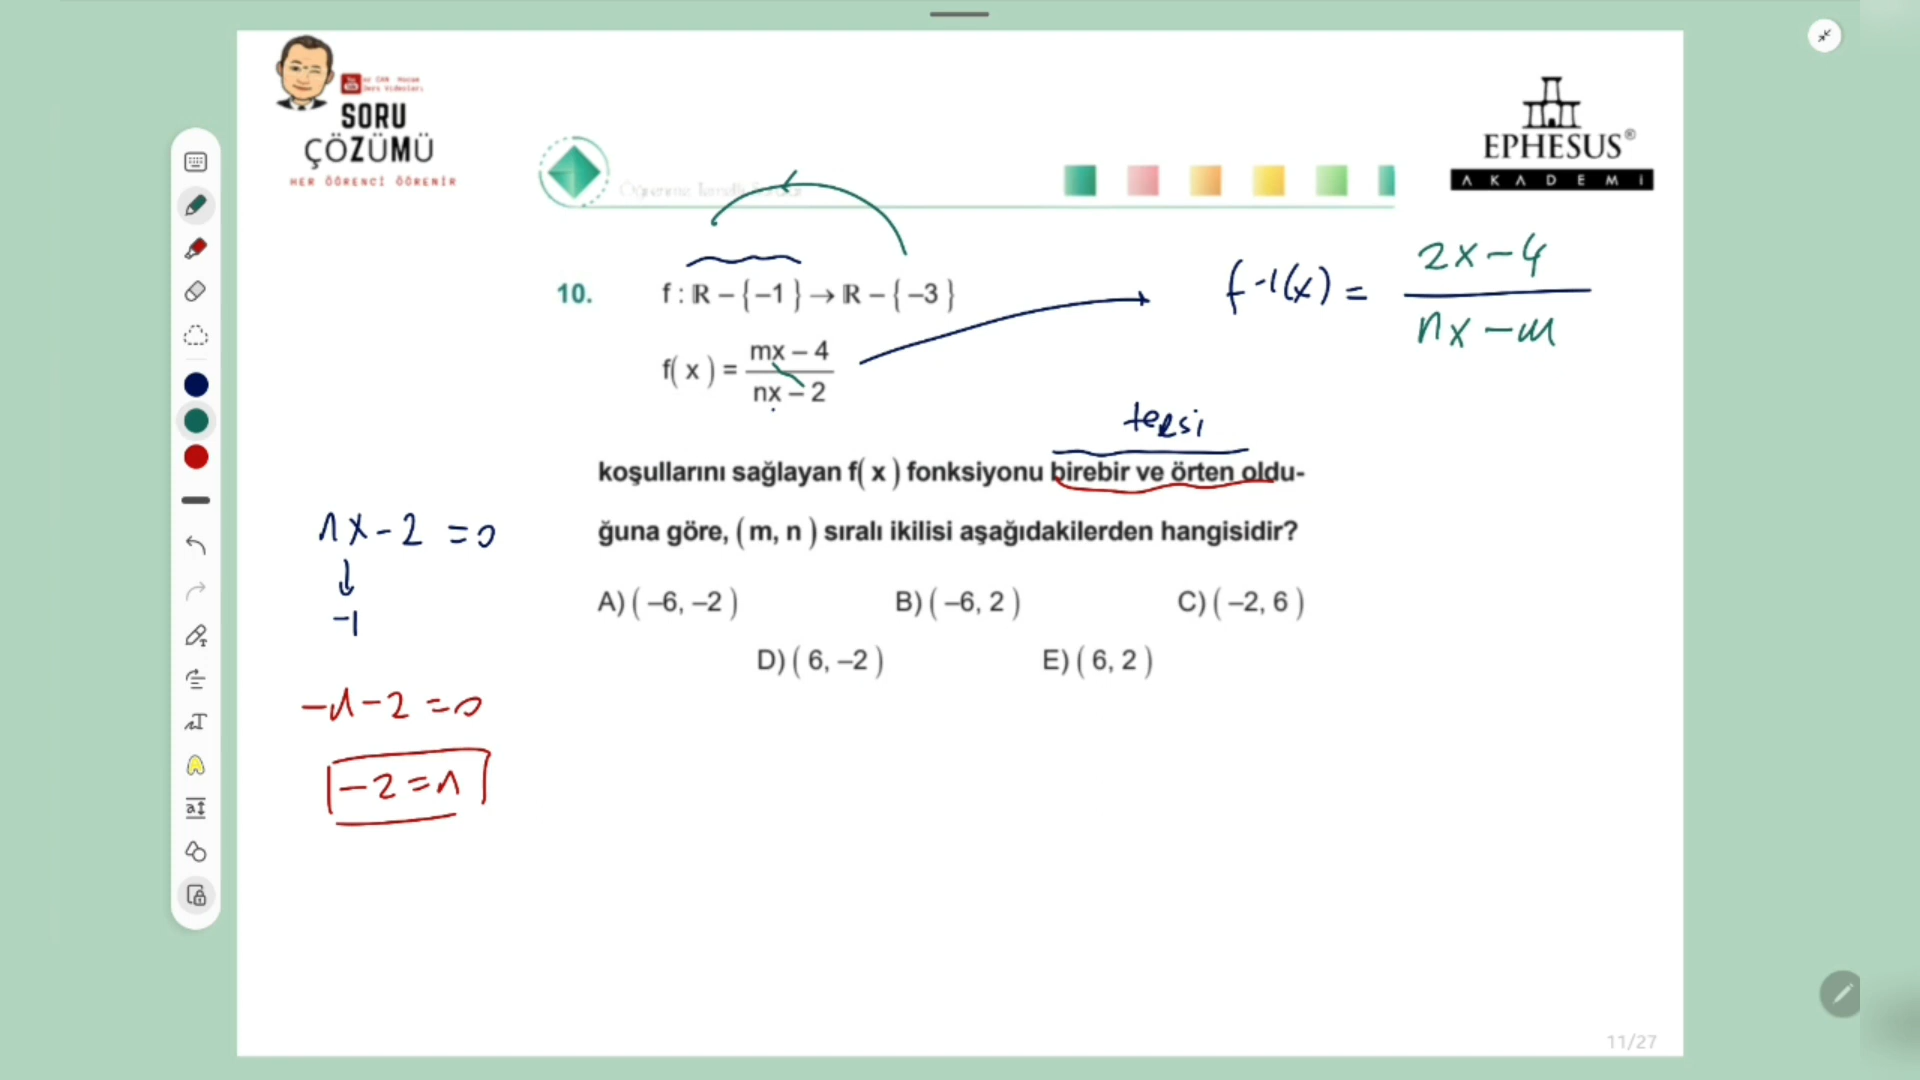 SORU
ÇÖZÜMÜ
HER ÖĞRENCİ ÖĞRENİR
EPHESUS®
AKADEMİ
10. f : ℝ – { –1 } → ℝ – { –3 }
f( x ) = mx – 4 / nx – 2
f -1(x) = 2x – 4 / nx – m
tersi
koşullarını sağlayan f( x ) fonksiyonu birebir ve örten oldu-
ğuna göre, ( m, n ) sıralı ikilisi aşağıdakilerden hangisidir?
A) ( –6, –2 ) B) ( –6, 2 ) C) ( –2, 6 )
D) ( 6, –2 ) E) ( 6, 2 )
nx – 2 = 0
↓
-1
-n – 2 = 0
-2 = n
11/27